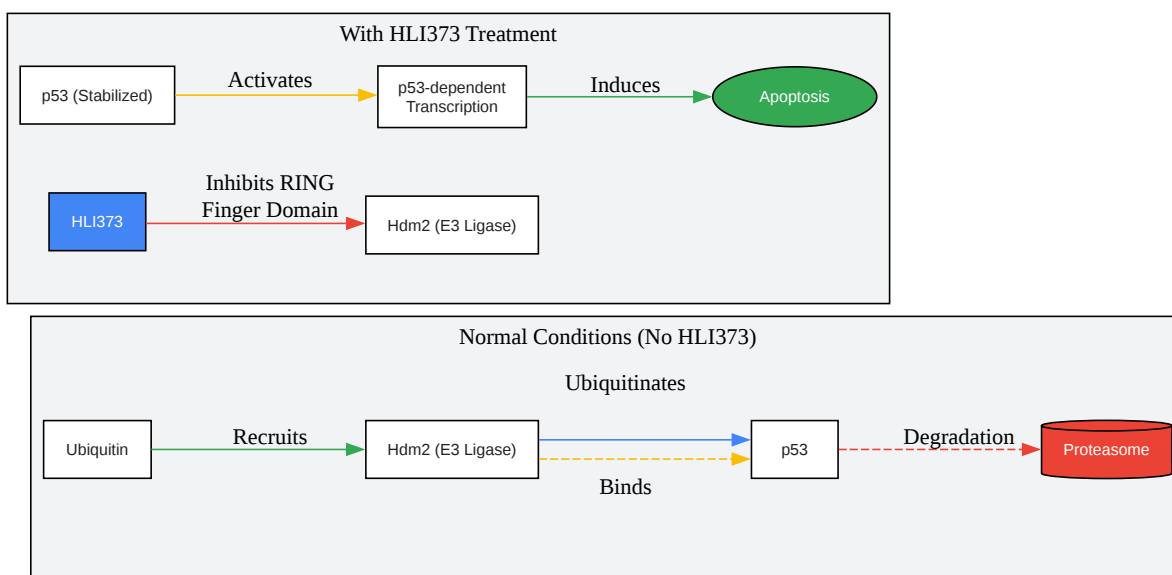 With HLI373 Treatment
p53 (Stabilized)
Activates
p53-dependent
Transcription
Induces
Apoptosis
HLI373
Inhibits RING
Finger Domain
Hdm2 (E3 Ligase)
Normal Conditions (No HLI373)
Ubiquitin
Recruits
Hdm2 (E3 Ligase)
Ubiquitinates
Binds
p53
Degradation
Proteasome